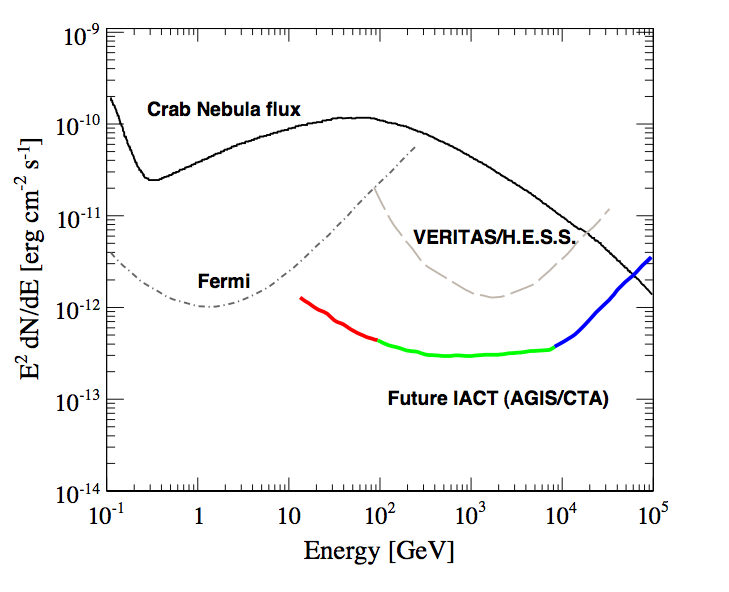 10⁻⁹
Crab Nebula flux
10⁻¹⁰
10⁻¹¹
VERITAS/H.E.S.S.
Fermi
10⁻¹²
Future IACT (AGIS/CTA)
10⁻¹³
10⁻¹⁴
E² dN/dE [erg cm⁻² s⁻¹]
10⁻¹ 1 10 10² 10³ 10⁴ 10⁵
Energy [GeV]